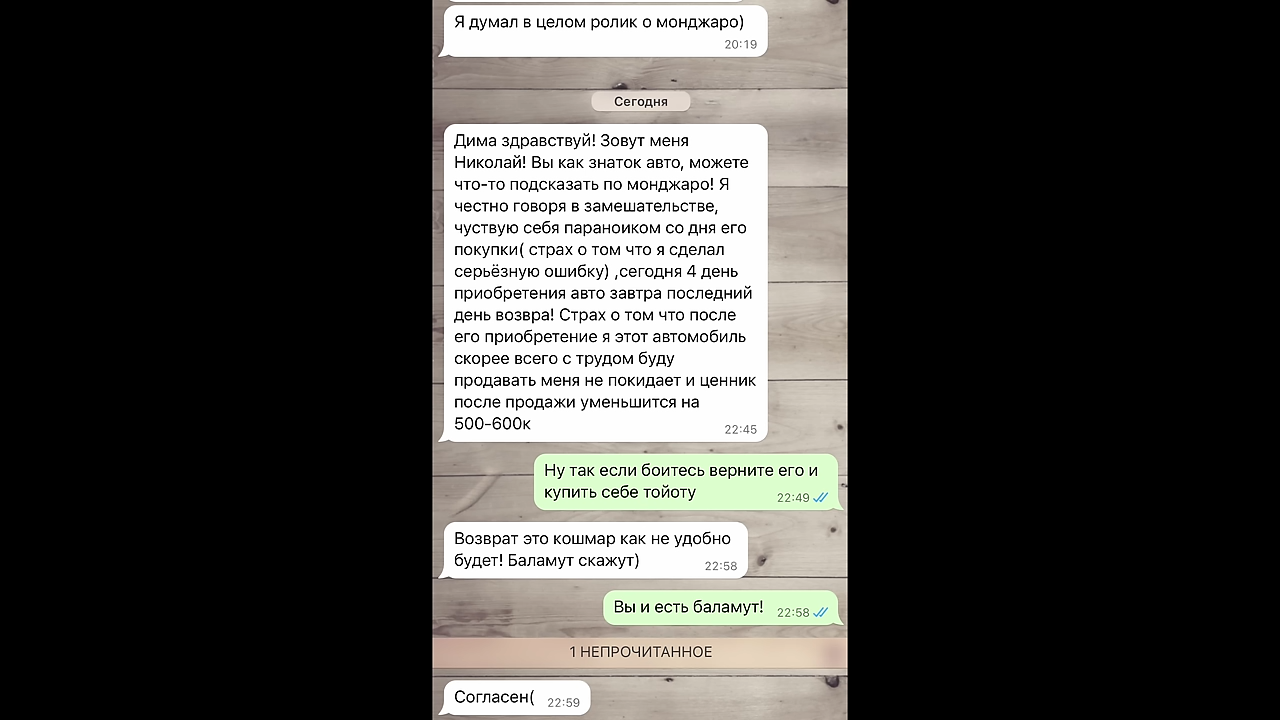 Я думал в целом ролик о монджаро)
20:19
Сегодня
Дима здравствуй! Зовут меня
Николай! Вы как знаток авто, можете
что-то подсказать по монджаро! Я
честно говоря в замешательстве,
чуствую себя параноиком со дня его
покупки( страх о том что я сделал
серьёзную ошибку) ,сегодня 4 день
приобретения авто завтра последний
день возвра! Страх о том что после
его приобретение я этот автомобиль
скорее всего с трудом буду
продавать меня не покидает и ценник
после продажи уменьшится на
500-600к
22:45
Ну так если боитесь верните его и
купить себе тойоту
22:49
Возврат это кошмар как не удобно
будет! Баламут скажут)
22:58
Вы и есть баламут!
22:58
1 НЕПРОЧИТАННОЕ
Согласен(
22:59